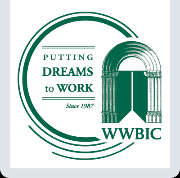 PUTTING
DREAMS
to WORK
Since 1987
WWBIC